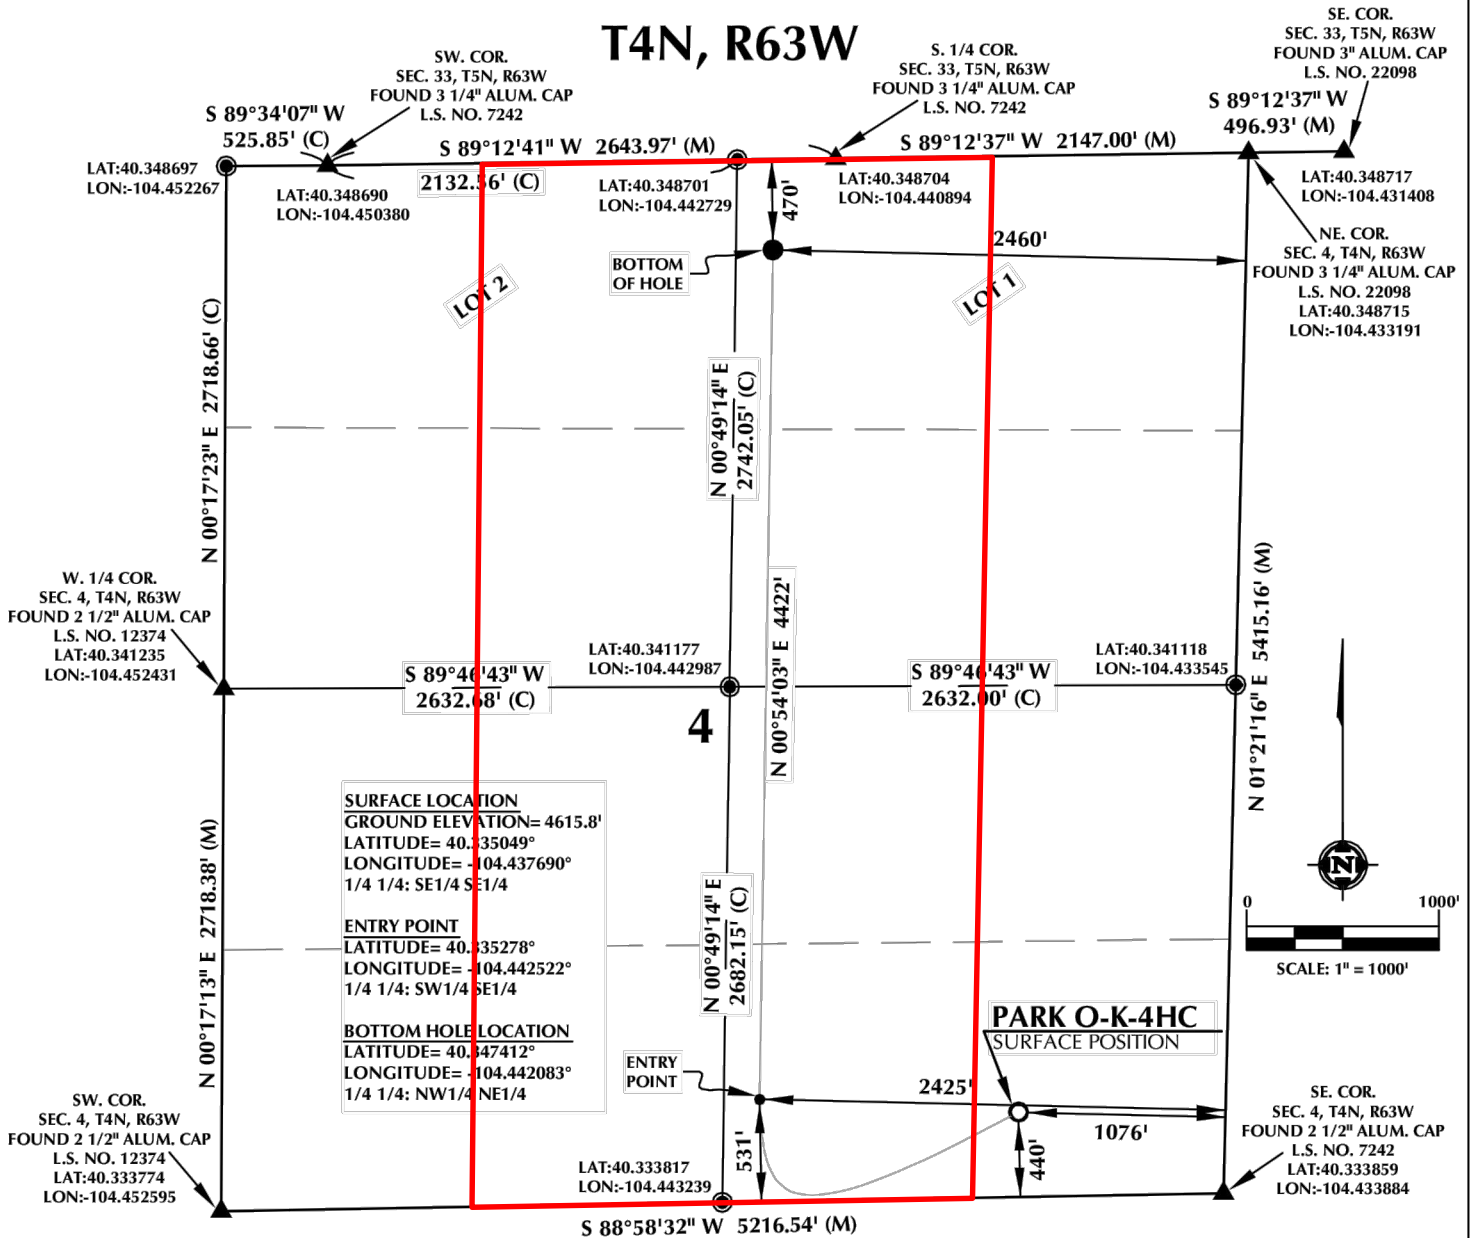 T4N, R63W
SE. COR.
SEC. 33, T5N, R63W
FOUND 3" ALUM. CAP
L.S. NO. 22098
SW. COR.
SEC. 33, T5N, R63W
FOUND 3 1/4" ALUM. CAP
L.S. NO. 7242
S. 1/4 COR.
SEC. 33, T5N, R63W
FOUND 3 1/4" ALUM. CAP
L.S. NO. 7242
S 89°34'07" W
525.85' (C)
S 89°12'41" W 2643.97' (M)
2132.56' (C)
S 89°12'37" W 2147.00' (M)
S 89°12'37" W
496.93' (M)
LAT:40.348697
LON:-104.452267
LAT:40.348690
LON:-104.450380
LAT:40.348701
LON:-104.442729
LAT:40.348704
LON:-104.440894
LAT:40.348717
LON:-104.431408
470'
2460'
BOTTOM
OF HOLE
LOT 2
LOT 1
NE. COR.
SEC. 4, T4N, R63W
FOUND 3 1/4" ALUM. CAP
L.S. NO. 22098
LAT:40.348715
LON:-104.433191
N 00°17'23" E 2718.66' (C)
N 00°49'14" E
2742.05' (C)
N 00°54'03" E 4422'
N 01°21'16" E 5415.16' (M)
W. 1/4 COR.
SEC. 4, T4N, R63W
FOUND 2 1/2" ALUM. CAP
L.S. NO. 12374
LAT:40.341235
LON:-104.452431
LAT:40.341177
LON:-104.442987
LAT:40.341118
LON:-104.433545
S 89°46'43" W
2632.68' (C)
S 89°46'43" W
2632.00' (C)
4
SURFACE LOCATION
GROUND ELEVATION= 4615.8'
LATITUDE= 40.335049°
LONGITUDE= -104.437690°
1/4 1/4: SE1/4 SE1/4
ENTRY POINT
LATITUDE= 40.335278°
LONGITUDE= -104.442522°
1/4 1/4: SW1/4 SE1/4
BOTTOM HOLE LOCATION
LATITUDE= 40.347412°
LONGITUDE= -104.442083°
1/4 1/4: NW1/4 NE1/4
N 00°17'13" E 2718.38' (M)
N 00°49'14" E
2682.15' (C)
N
0 1000'
SCALE: 1" = 1000'
PARK O-K-4HC
SURFACE POSITION
ENTRY
POINT
2425'
1076'
531'
440'
SW. COR.
SEC. 4, T4N, R63W
FOUND 2 1/2" ALUM. CAP
L.S. NO. 12374
LAT:40.333774
LON:-104.452595
LAT:40.333817
LON:-104.443239
SE. COR.
SEC. 4, T4N, R63W
FOUND 2 1/2" ALUM. CAP
L.S. NO. 7242
LAT:40.333859
LON:-104.433884
S 88°58'32" W 5216.54' (M)